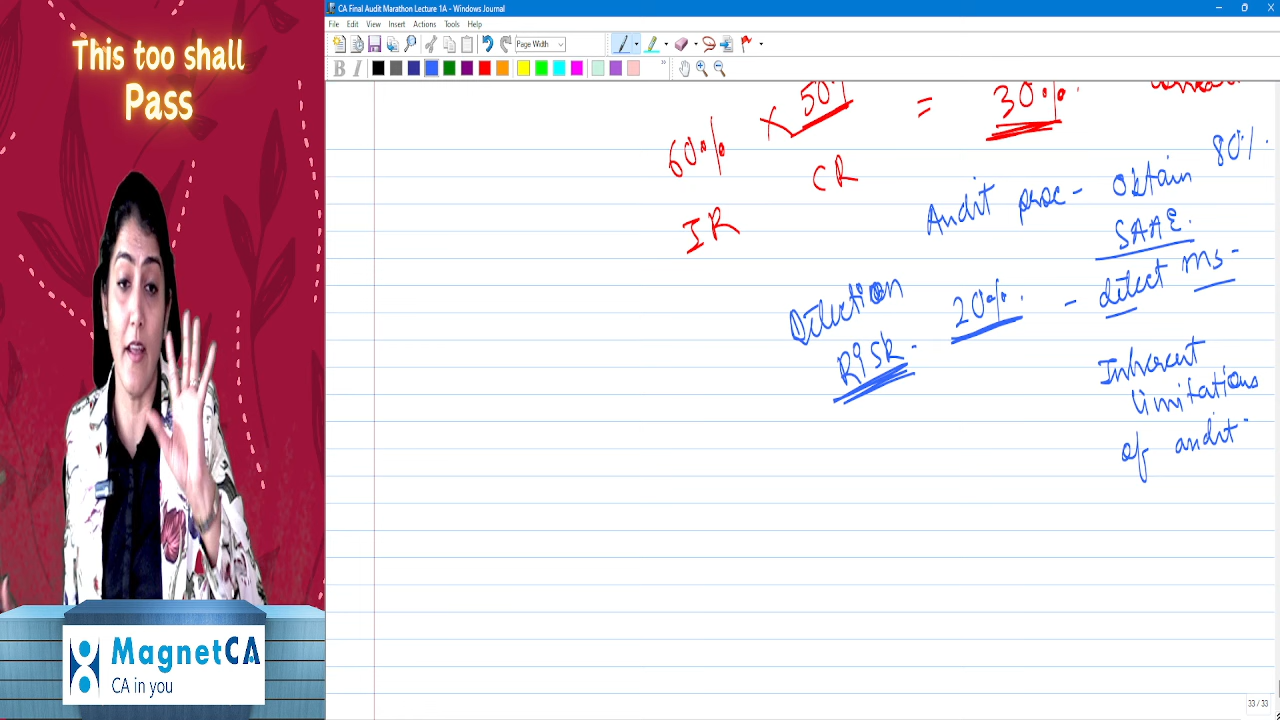 This too shall
Pass
CA Final Audit Marathon Lecture 1A - Windows Journal
File Edit View Insert Actions Tools Help
Page Width
B I
60% × 50% = 30%.
IR CR
Audit proc - Obtain 80%.
SAAE.
Detection Risk. 20%. - detect MS -
Inherent
limitations
of audit.
MagnetCA
CA in you
33 / 33